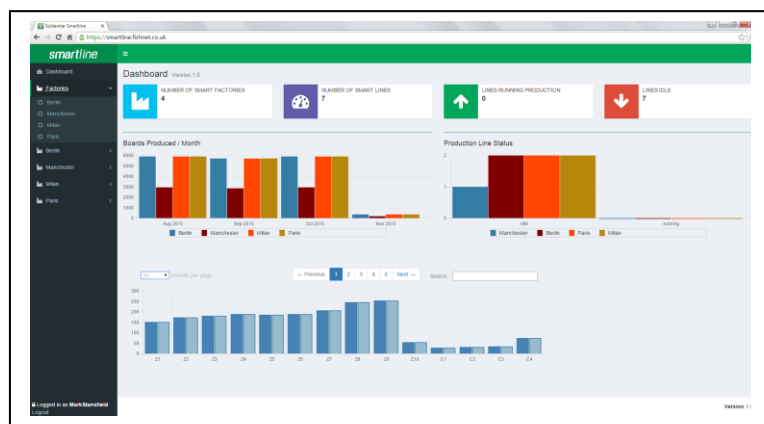 Solderstar Smartline
https://smartline.fishnet.co.uk
smartline
Dashboard
Factories
Berlin
Manchester
Milan
Paris
Berlin
Manchester
Milan
Paris
Logged in as MarkStansfield
Logout
Dashboard Version 1.0
NUMBER OF SMART FACTORIES
4
NUMBER OF SMART LINES
7
LINES RUNNING PRODUCTION
0
LINES IDLE
7
Boards Produced / Month
6000
5000
4000
3000
2000
1000
0
Aug 2015
Sep 2015
Oct 2015
Nov 2015
Berlin
Manchester
Milan
Paris
Production Line Status
2
1
0
idle
running
Manchester
Berlin
Paris
Milan
10
records per page
← Previous 1 2 3 4 5 Next →
Search:
300
250
200
150
100
50
0
Z1 Z2 Z3 Z4 Z5 Z6 Z7 Z8 Z9 Z10 C1 C2 C3 C4